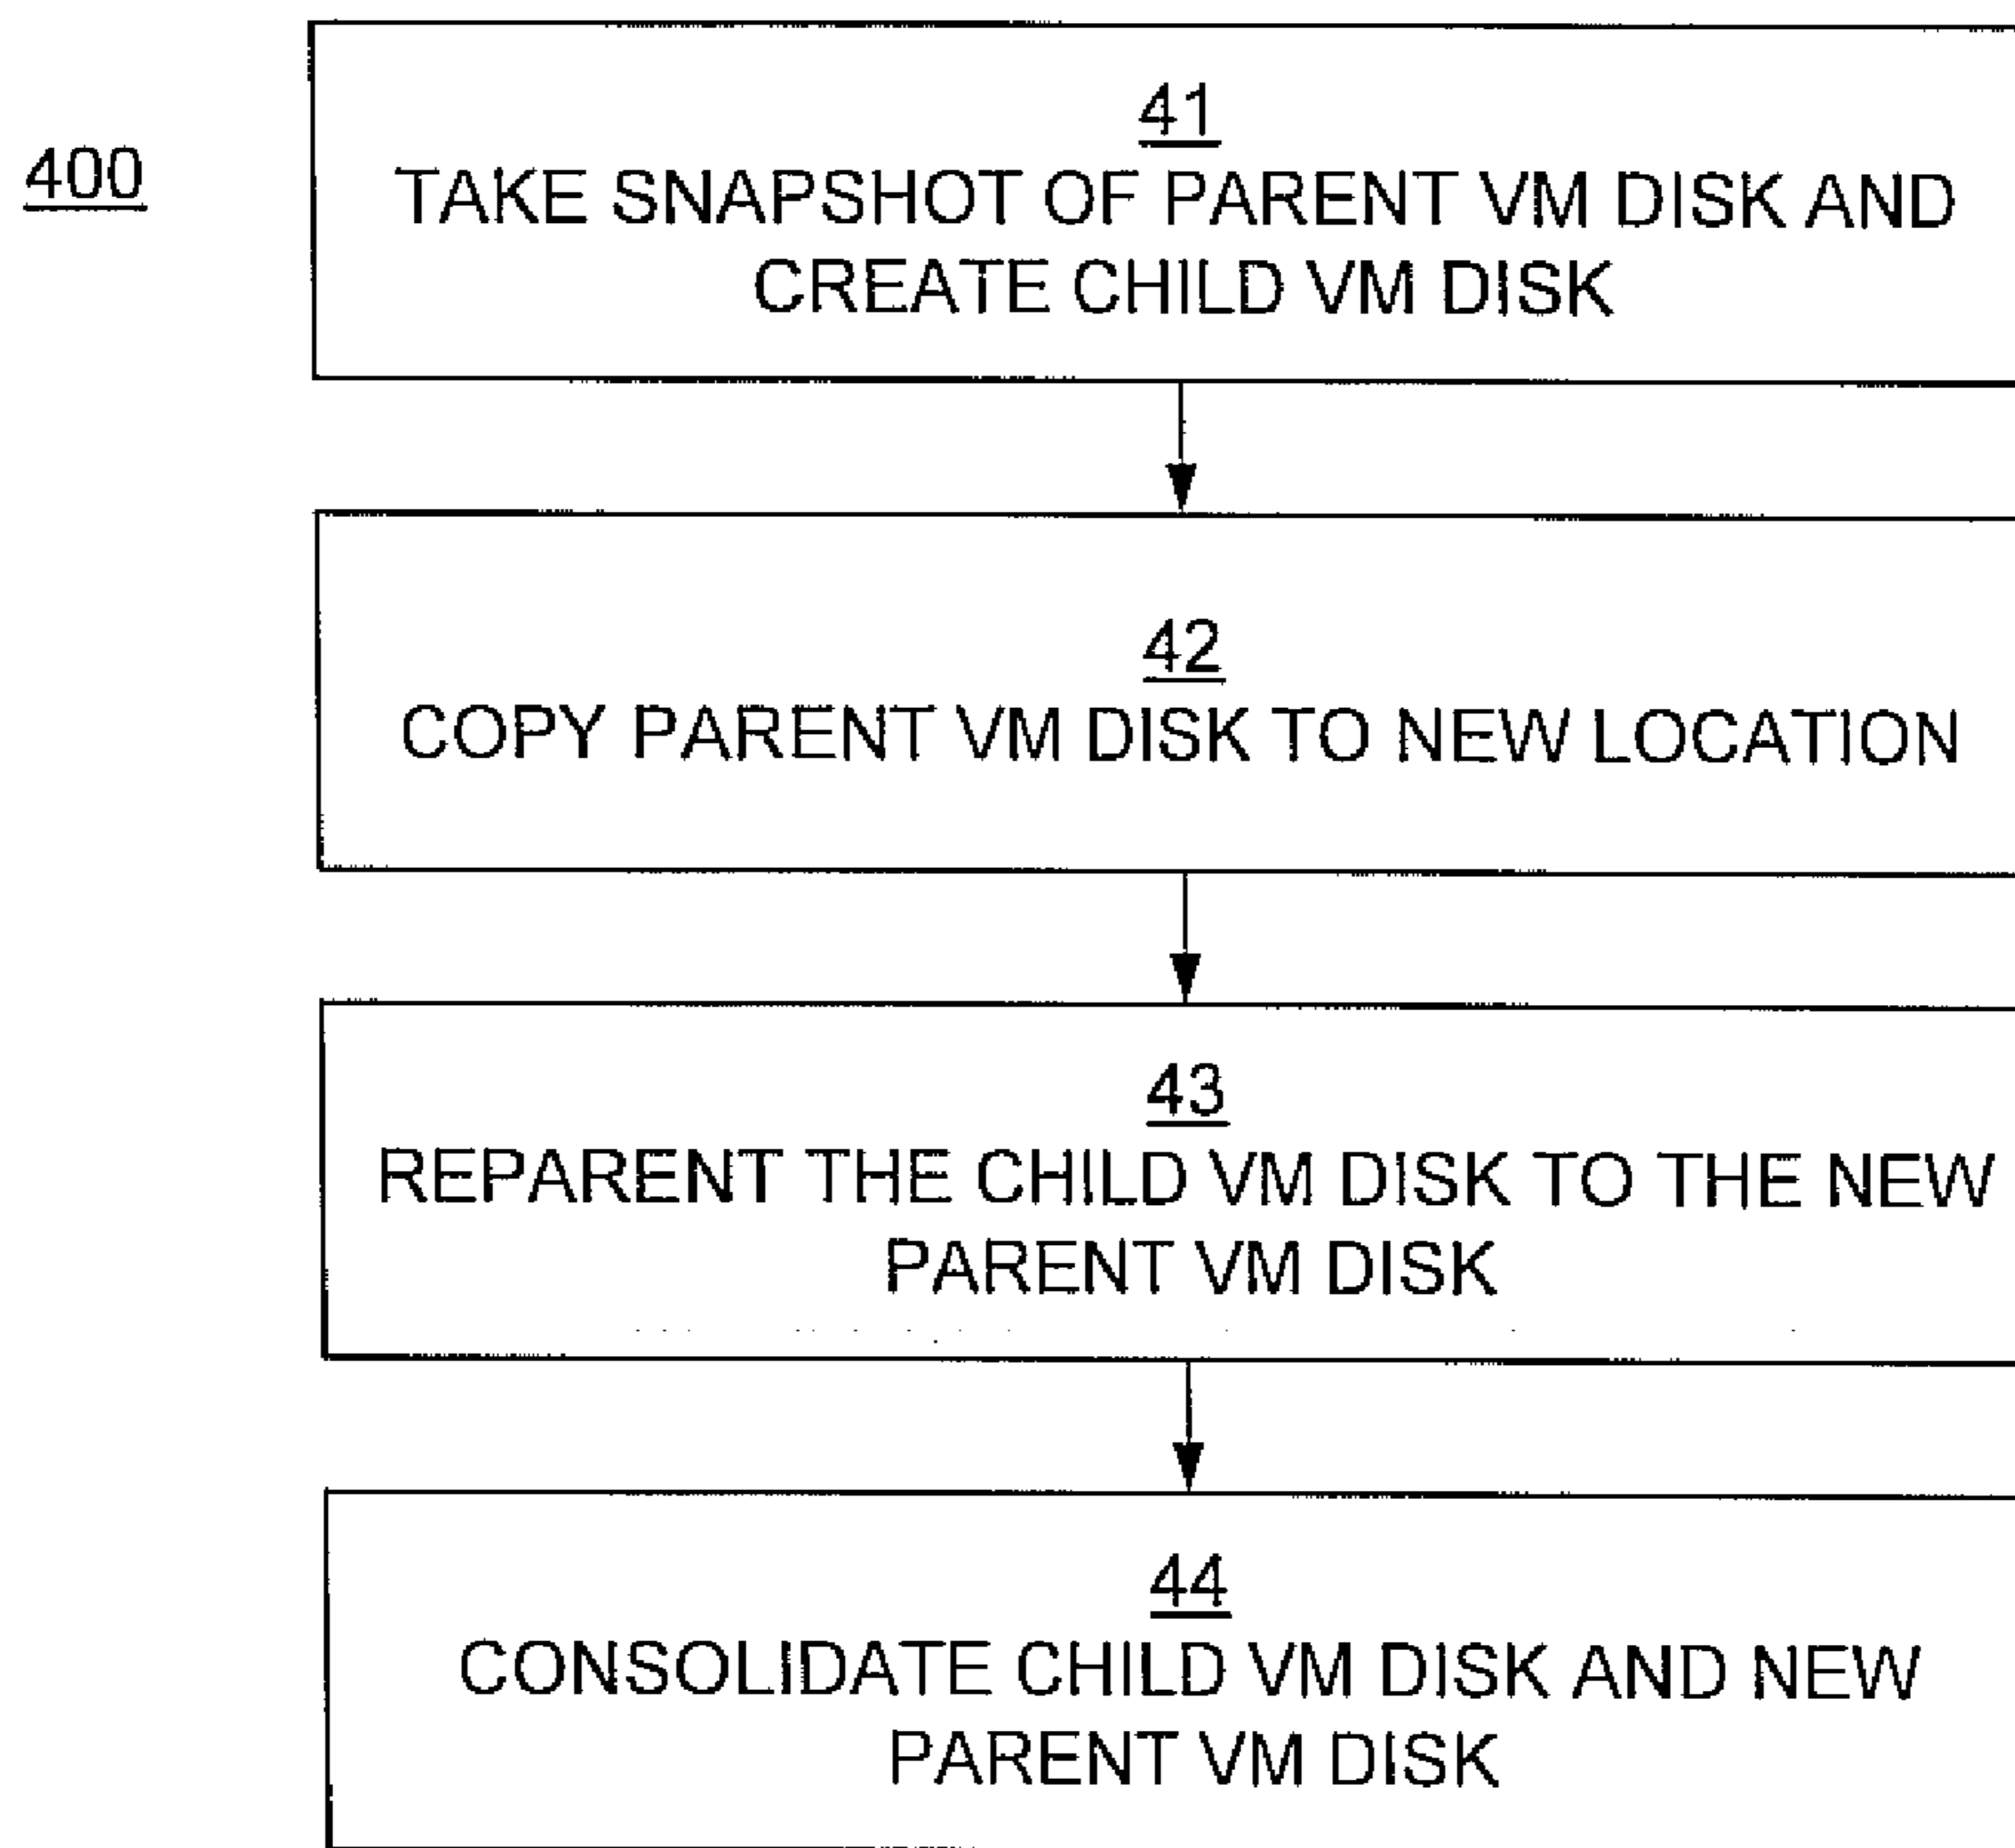 400
41
TAKE SNAPSHOT OF PARENT VM DISK AND
CREATE CHILD VM DISK
42
COPY PARENT VM DISK TO NEW LOCATION
43
REPARENT THE CHILD VM DISK TO THE NEW
PARENT VM DISK
44
CONSOLIDATE CHILD VM DISK AND NEW
PARENT VM DISK